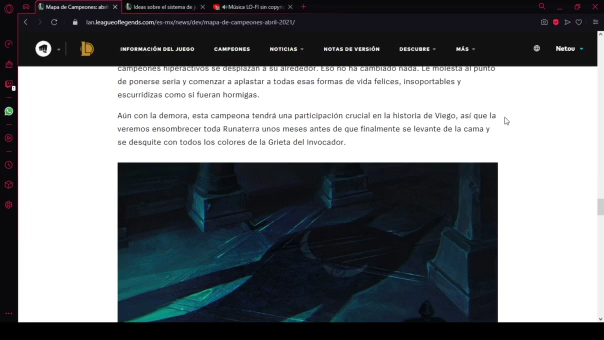 Mapa de Campeones: abril
Ideas sobre el sistema de j
Música LO-FI sin copyr
lan.leagueoflegends.com/es-mx/news/dev/mapa-de-campeones-abril-2021/
INFORMACIÓN DEL JUEGO CAMPEONES NOTICIAS NOTAS DE VERSIÓN DESCUBRE MÁS Netou
campeones hiperactivos se desplazan a su alrededor. Eso no ha cambiado nada. Le molesta al punto
de ponerse seria y comenzar a aplastar a todas esas formas de vida felices, insoportables y
escurridizas como si fueran hormigas.
Aún con la demora, esta campeona tendrá una participación crucial en la historia de Viego, así que la
veremos ensombrecer toda Runaterra unos meses antes de que finalmente se levante de la cama y
se desquite con todos los colores de la Grieta del Invocador.